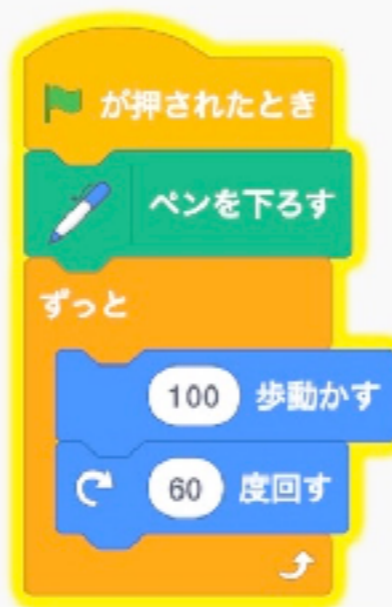 が押されたとき
ペンを下ろす
ずっと
100 歩動かす
60 度回す